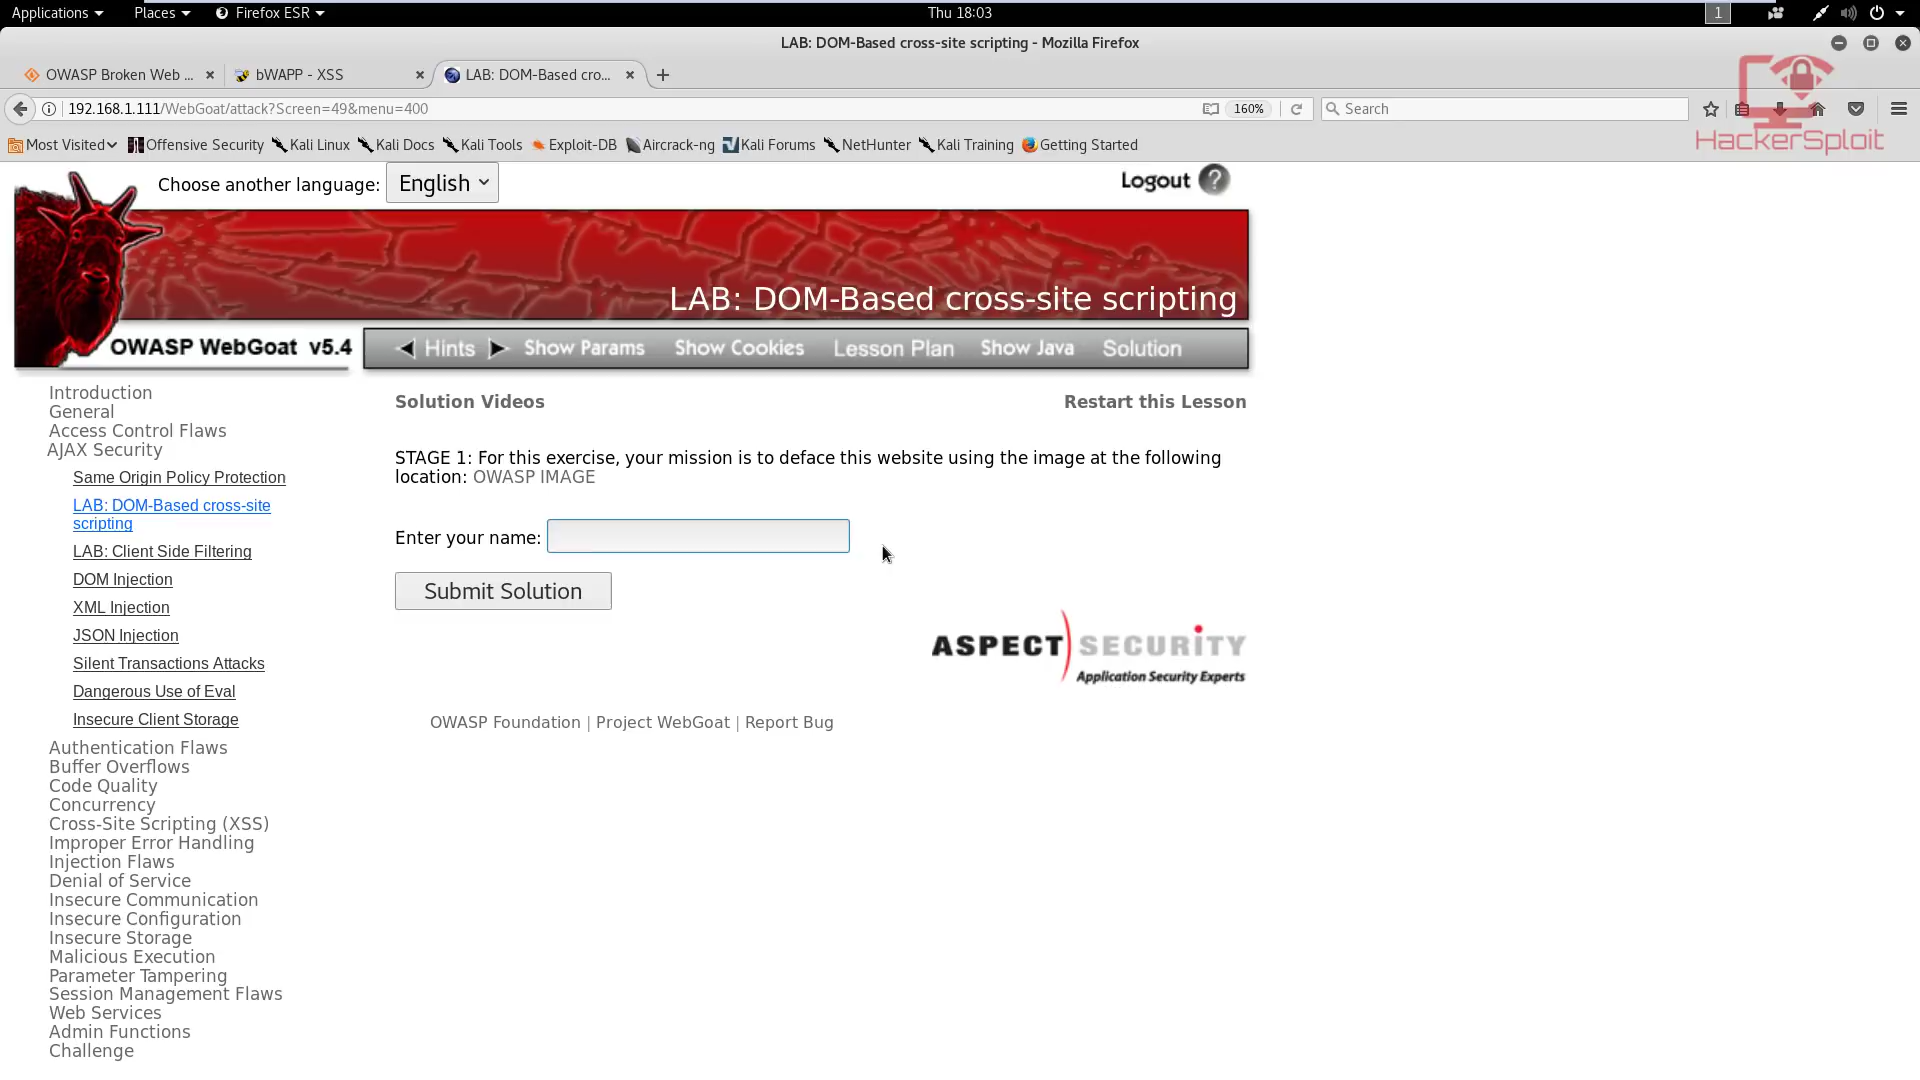 Applications Places Firefox ESR Thu 18:03 1
LAB: DOM-Based cross-site scripting - Mozilla Firefox
OWASP Broken Web ... bWAPP - XSS LAB: DOM-Based cro...
192.168.1.111/WebGoat/attack?Screen=49&menu=400 160% Search
Most Visited Offensive Security Kali Linux Kali Docs Kali Tools Exploit-DB Aircrack-ng Kali Forums NetHunter Kali Training Getting Started
HackerSploit
Choose another language: English Logout ?
LAB: DOM-Based cross-site scripting
OWASP WebGoat v5.4 Hints Show Params Show Cookies Lesson Plan Show Java Solution
Introduction
General
Access Control Flaws
AJAX Security
Same Origin Policy Protection
LAB: DOM-Based cross-site
scripting
LAB: Client Side Filtering
DOM Injection
XML Injection
JSON Injection
Silent Transactions Attacks
Dangerous Use of Eval
Insecure Client Storage
Authentication Flaws
Buffer Overflows
Code Quality
Concurrency
Cross-Site Scripting (XSS)
Improper Error Handling
Injection Flaws
Denial of Service
Insecure Communication
Insecure Configuration
Insecure Storage
Malicious Execution
Parameter Tampering
Session Management Flaws
Web Services
Admin Functions
Challenge
Solution Videos Restart this Lesson
STAGE 1: For this exercise, your mission is to deface this website using the image at the following
location: OWASP IMAGE
Enter your name:
Submit Solution
ASPECT SECURITY
Application Security Experts
OWASP Foundation | Project WebGoat | Report Bug